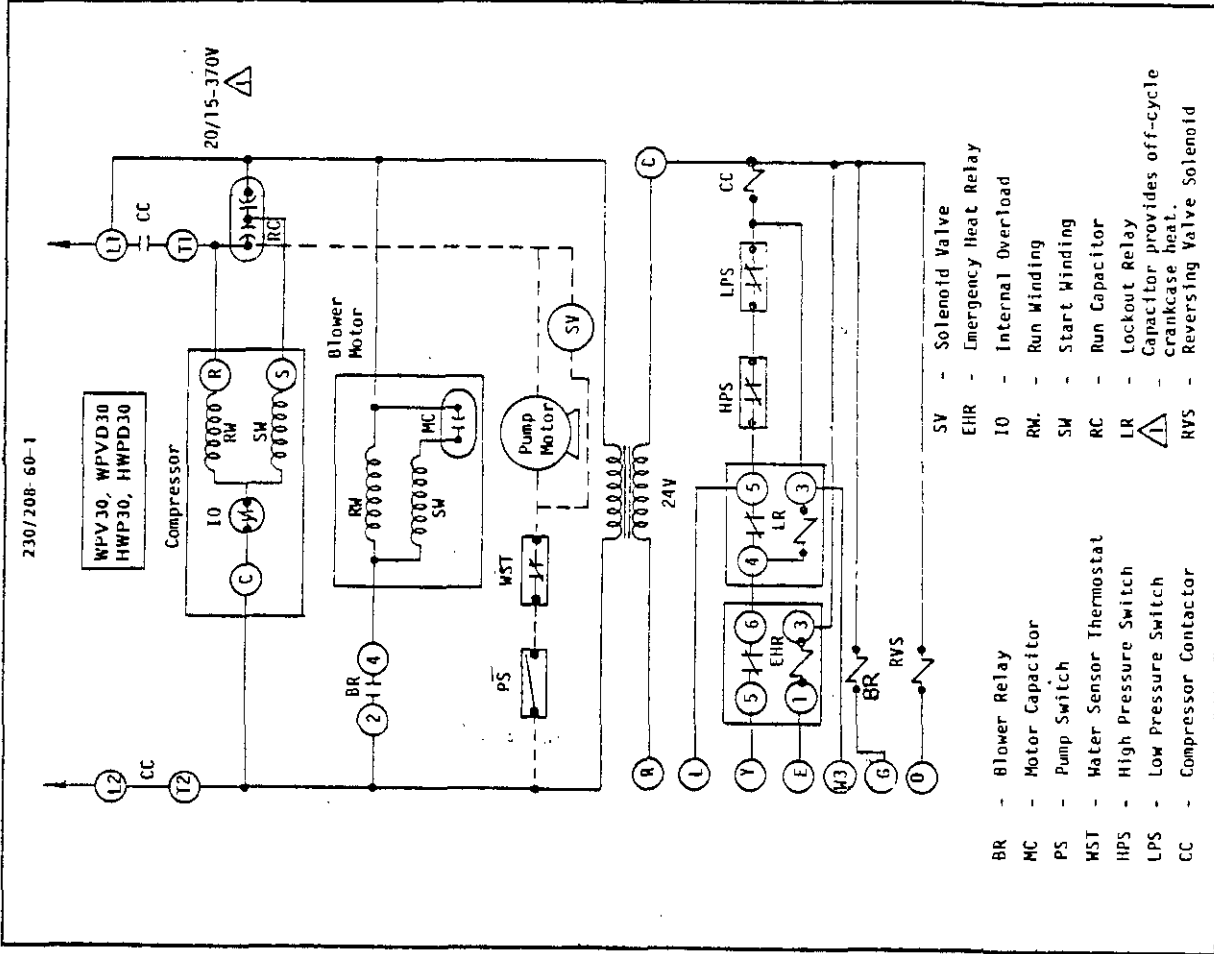 230/208-60-1
WPV30, WPVD30
HWP30, HWPD30
20/15-370V
1
L2
CC
T2
L1
CC
T1
RC
Compressor
C
IO
RW
SW
R
S
Blower
Motor
BR
2
4
RW
SW
MC
PS
WST
Pump
Motor
SV
24V
R
C
L
Y
E
W3
G
O
5
6
EHR
1
3
4
5
LR
3
HPS
LPS
CC
BR
RVS
BR - Blower Relay
MC - Motor Capacitor
PS - Pump Switch
WST - Water Sensor Thermostat
HPS - High Pressure Switch
LPS - Low Pressure Switch
CC - Compressor Contactor
SV - Solenoid Valve
EHR - Emergency Heat Relay
IO - Internal Overload
RW. - Run Winding
SW - Start Winding
RC - Run Capacitor
LR - Lockout Relay
1 - Capacitor provides off-cycle
crankcase heat.
RVS - Reversing Valve Solenoid